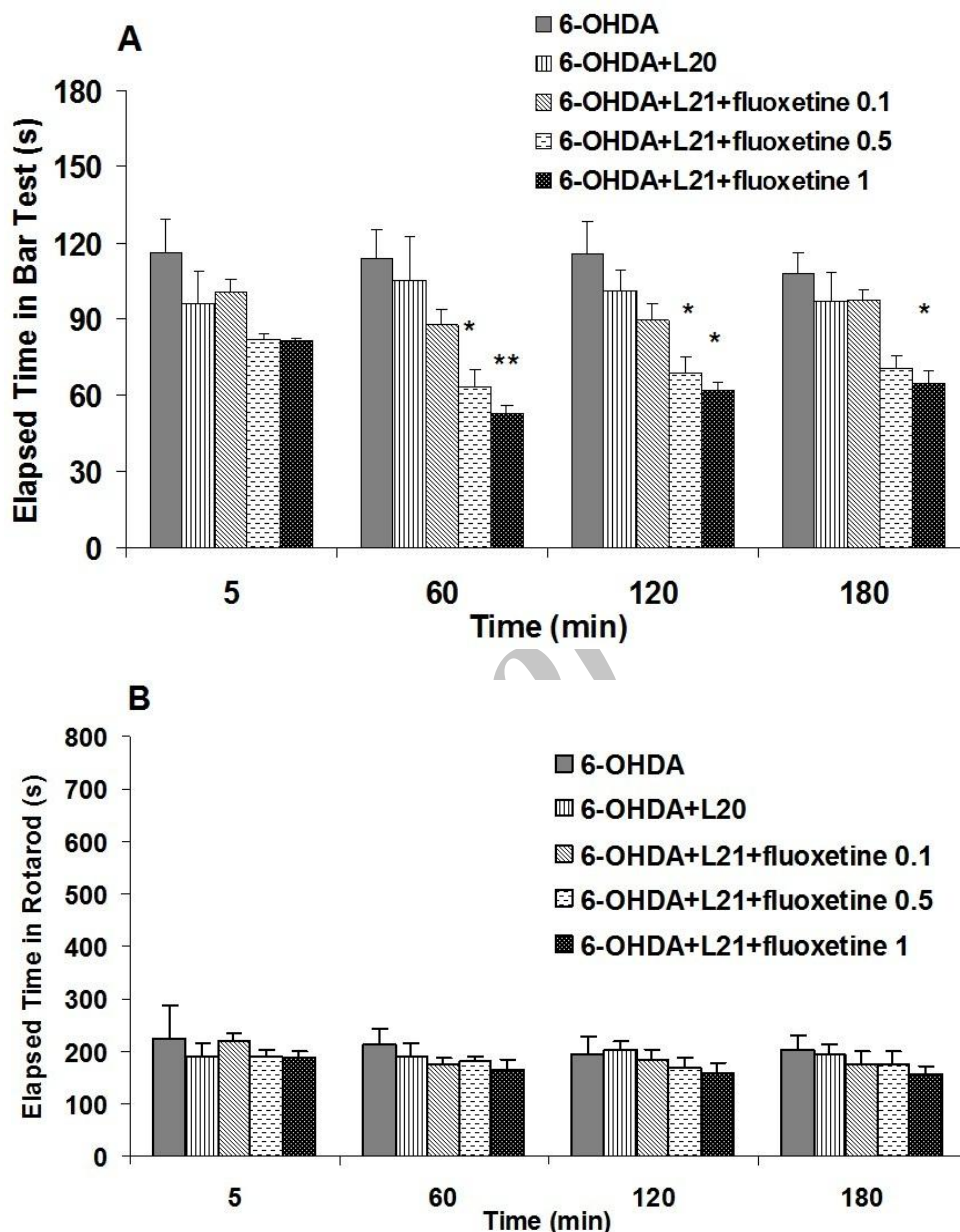 A
6-OHDA
6-OHDA+L20
6-OHDA+L21+fluoxetine 0.1
6-OHDA+L21+fluoxetine 0.5
6-OHDA+L21+fluoxetine 1
Elapsed Time in Bar Test (s)
180
150
120
90
60
30
0
*
**
*
*
*
5 60 120 180
Time (min)
B
6-OHDA
6-OHDA+L20
6-OHDA+L21+fluoxetine 0.1
6-OHDA+L21+fluoxetine 0.5
6-OHDA+L21+fluoxetine 1
Elapsed Time in Rotarod (s)
800
700
600
500
400
300
200
100
0
5 60 120 180
Time (min)